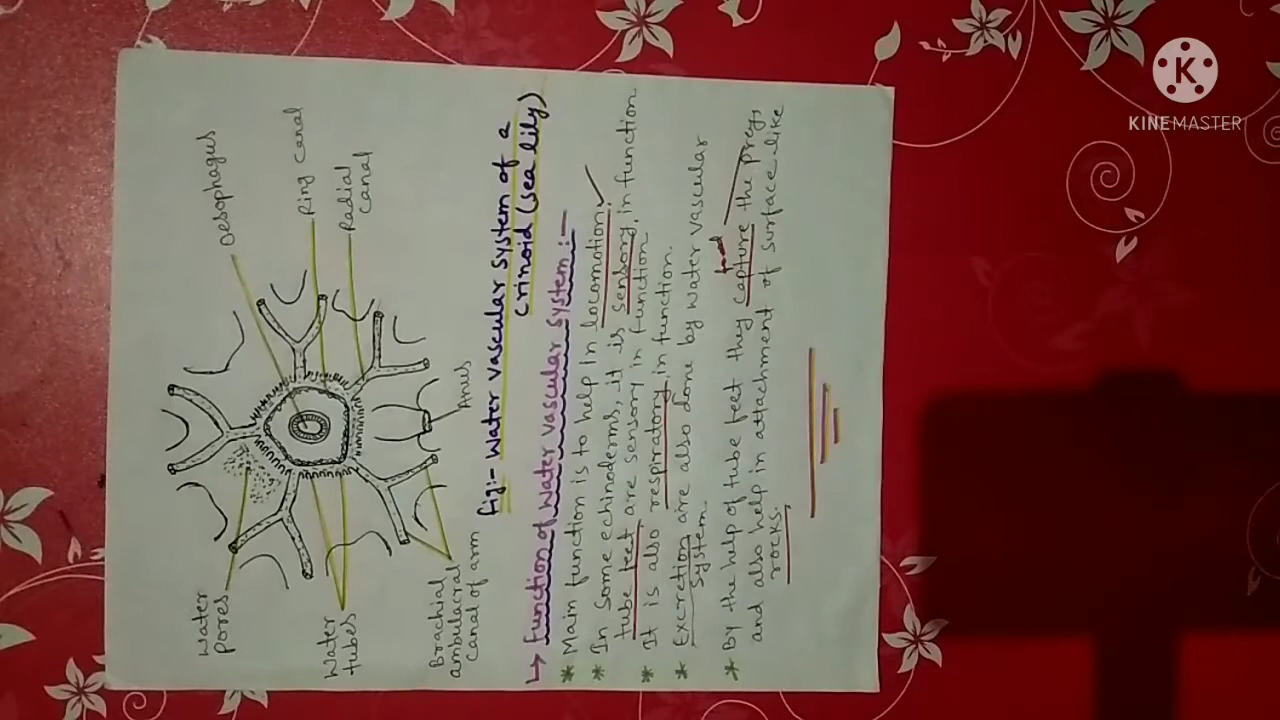 Oesophagus
Ring canal
Radial
canal
Water
pores
Water
tubes
Brachial
ambulacral
canal of arm
Anus
fig:- Water vascular system of a
crinoid (sea lily)
↳ Function of water vascular system :-
* Main function is to help in locomotion.
* In some echinoderms, it is sensory, in function
tube feet are sensory in function
* It is also respiratory in function.
* Excretion are also done by water vascular
system.
* By the help of tube feet they capture the prey,
food
and also help in attachment of surface like
rocks.
K
KINEMASTER